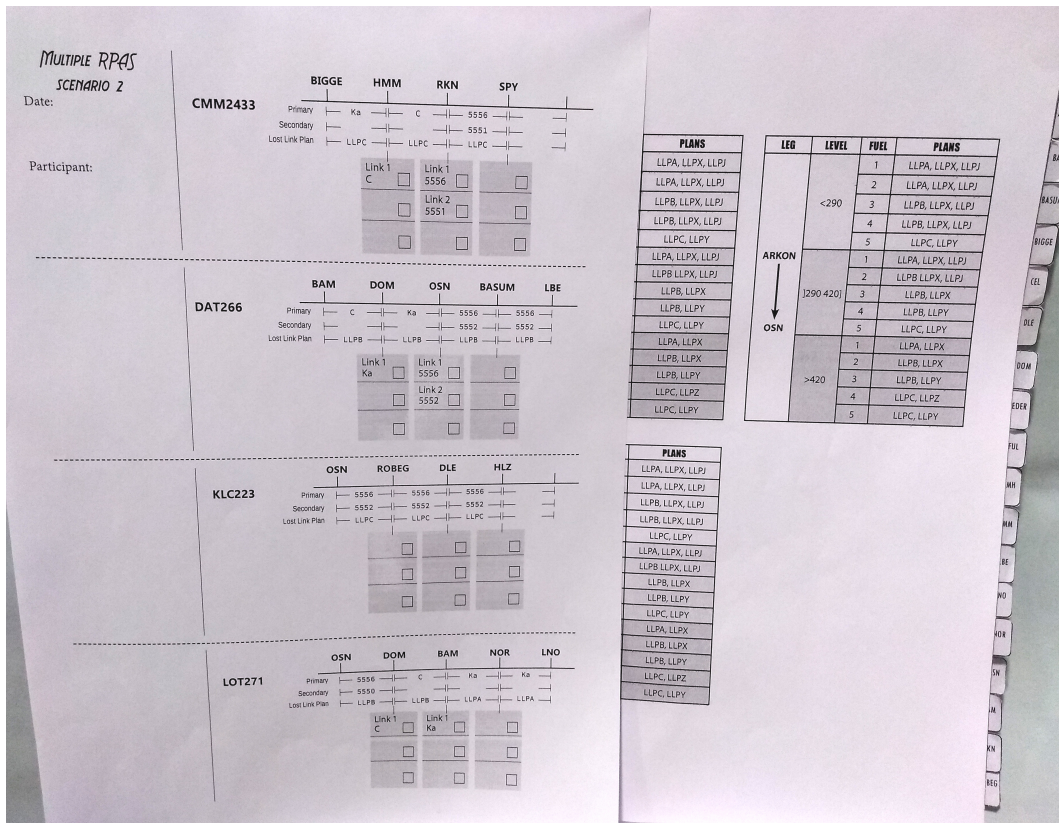 MULTIPLE RPAS
SCENARIO 2
Date:
Participant:
CMM2433
BIGGE HMM RKN SPY
Primary Ka C 5556
Secondary 5551
Lost Link Plan LLPC LLPC LLPC
Link 1 Link 1
C 5556
Link 2
5551
DAT266
BAM DOM OSN BASUM LBE
Primary C Ka 5556 5556
Secondary 5552 5552
Lost Link Plan LLPB LLPB LLPB LLPB
Link 1 Link 1
Ka 5556
Link 2
5552
KLC223
OSN ROBEG DLE HLZ
Primary 5556 5556 5556
Secondary 5552 5552 5552
Lost Link Plan LLPC LLPC LLPC
LOT271
OSN DOM BAM NOR LNO
Primary 5556 C Ka Ka
Secondary 5550
Lost Link Plan LLPB LLPB LLPA LLPA
Link 1 Link 1
C Ka
PLANS
LLPA, LLPX, LLPJ
LLPA, LLPX, LLPJ
LLPB, LLPX, LLPJ
LLPB, LLPX, LLPJ
LLPC, LLPY
LLPA, LLPX, LLPJ
LLPB LLPX, LLPJ
LLPB, LLPX
LLPB, LLPY
LLPC, LLPY
LLPA, LLPX
LLPB, LLPX
LLPB, LLPY
LLPC, LLPZ
LLPC, LLPY
PLANS
LLPA, LLPX, LLPJ
LLPA, LLPX, LLPJ
LLPB, LLPX, LLPJ
LLPB, LLPX, LLPJ
LLPC, LLPY
LLPA, LLPX, LLPJ
LLPB LLPX, LLPJ
LLPB, LLPX
LLPB, LLPY
LLPC, LLPY
LLPA, LLPX
LLPB, LLPX
LLPB, LLPY
LLPC, LLPZ
LLPC, LLPY
LEG LEVEL FUEL PLANS
ARKON
OSN
<290
1 LLPA, LLPX, LLPJ
2 LLPA, LLPX, LLPJ
3 LLPB, LLPX, LLPJ
4 LLPB, LLPX, LLPJ
5 LLPC, LLPY
]290 420]
1 LLPA, LLPX, LLPJ
2 LLPB LLPX, LLPJ
3 LLPB, LLPX
4 LLPB, LLPY
5 LLPC, LLPY
>420
1 LLPA, LLPX
2 LLPB, LLPX
3 LLPB, LLPY
4 LLPC, LLPZ
5 LLPC, LLPY
BIGGE
CEL
DLE